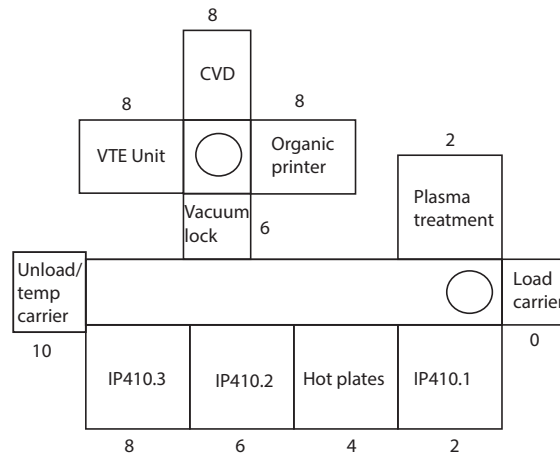 8
CVD
8
8
VTE Unit
Organic
printer
2
Plasma
treatment
Vacuum
lock
6
Unload/
temp
carrier
Load
carrier
10
0
IP410.3
IP410.2
Hot plates
IP410.1
8
6
4
2